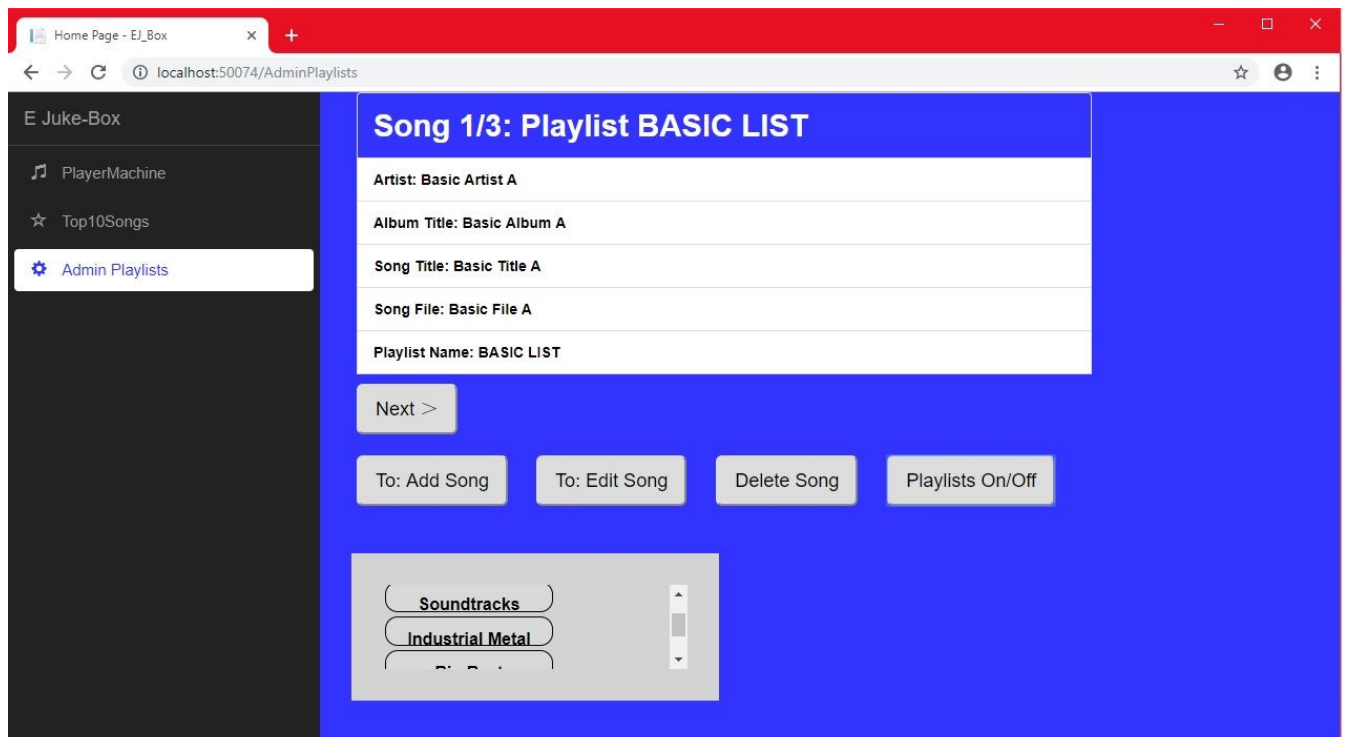 Home Page - EJ_Box
localhost:50074/AdminPlaylists
E Juke-Box
PlayerMachine
Top10Songs
Admin Playlists
Song 1/3: Playlist BASIC LIST
Artist: Basic Artist A
Album Title: Basic Album A
Song Title: Basic Title A
Song File: Basic File A
Playlist Name: BASIC LIST
Next >
To: Add Song To: Edit Song Delete Song Playlists On/Off
Soundtracks
Industrial Metal